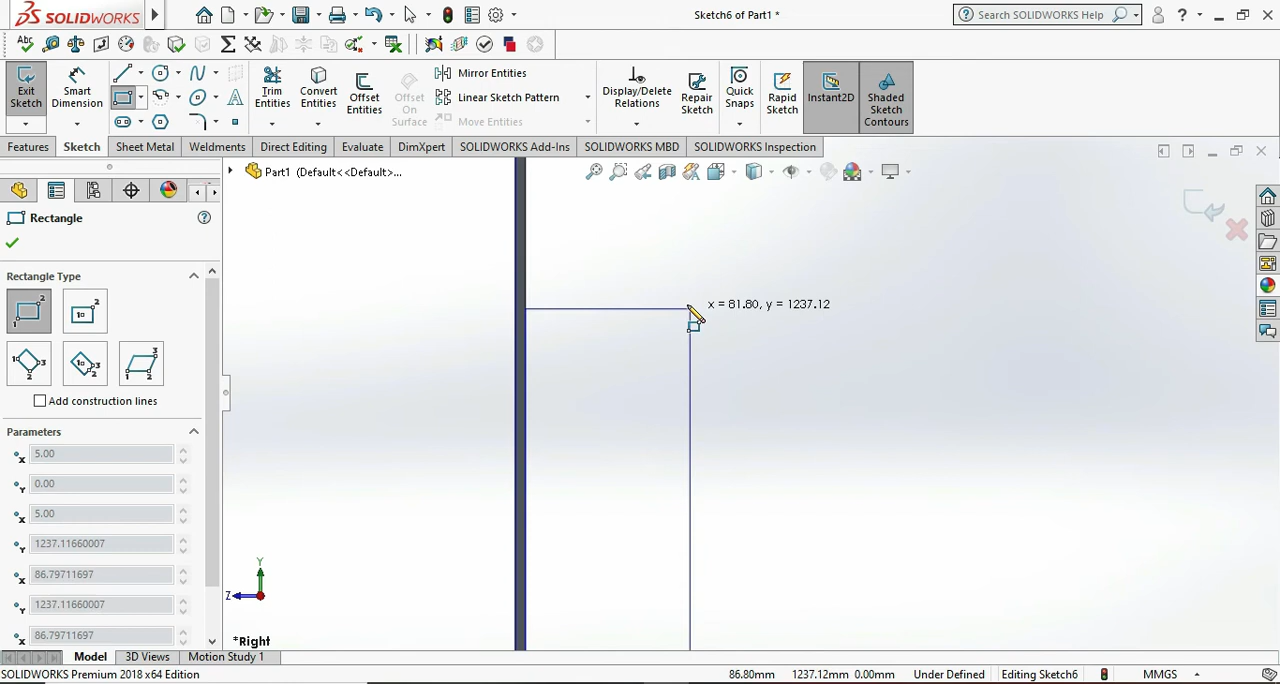 SOLIDWORKS
Sketch6 of Part1 *
Search SOLIDWORKS Help
Exit Sketch
Smart Dimension
Trim Entities
Convert Entities
Offset Entities
Offset On Surface
Mirror Entities
Linear Sketch Pattern
Move Entities
Display/Delete Relations
Repair Sketch
Quick Snaps
Rapid Sketch
Instant2D
Shaded Sketch Contours
Features
Sketch
Sheet Metal
Weldments
Direct Editing
Evaluate
DimXpert
SOLIDWORKS Add-Ins
SOLIDWORKS MBD
SOLIDWORKS Inspection
Part1 (Default<<Default>...
Rectangle
Rectangle Type
Add construction lines
Parameters
5.00
0.00
5.00
1237.11660007
86.79711697
1237.11660007
86.79711697
x = 81.80, y = 1237.12
Y
Z
*Right
Model
3D Views
Motion Study 1
SOLIDWORKS Premium 2018 x64 Edition
86.80mm
1237.12mm
0.00mm
Under Defined
Editing Sketch6
MMGS